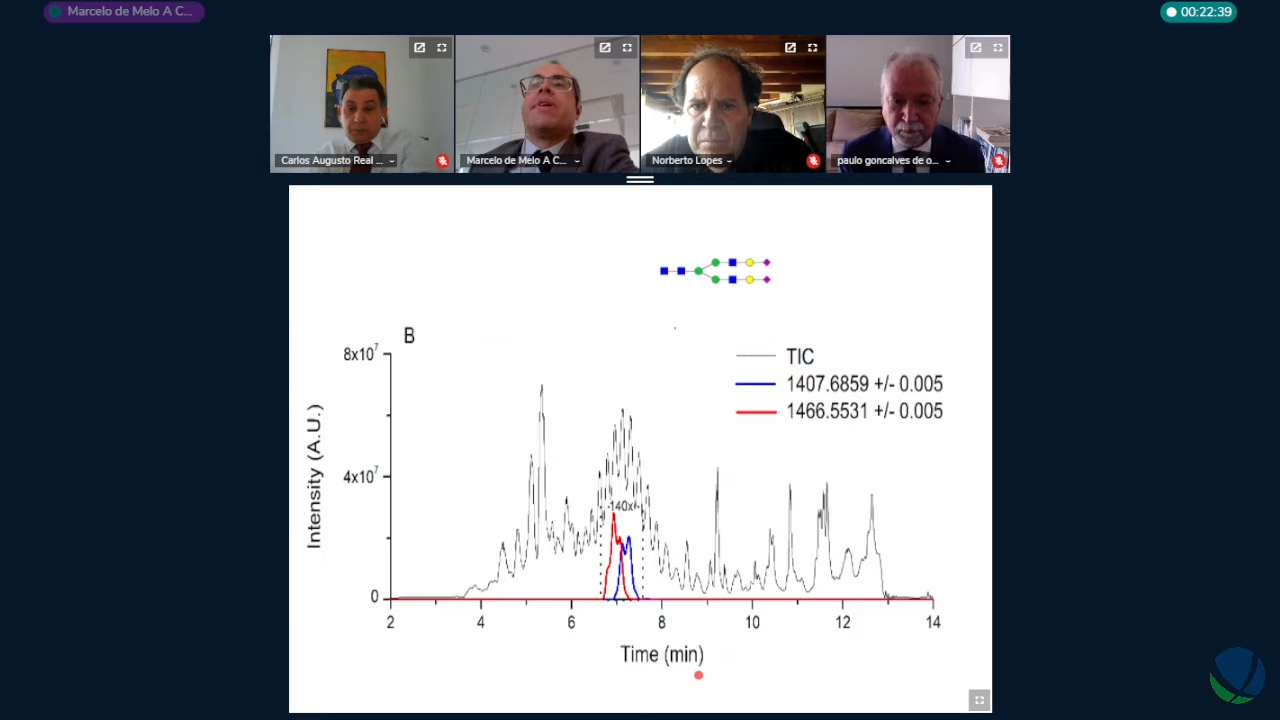 Marcelo de Melo A C...
00:22:39
Carlos Augusto Real ...
Marcelo de Melo A C...
Norberto Lopes
paulo goncalves de o...
B
8x10⁷
4x10⁷
0
Intensity (A.U.)
TIC
1407.6859 +/- 0.005
1466.5531 +/- 0.005
140x
2 4 6 8 10 12 14
Time (min)